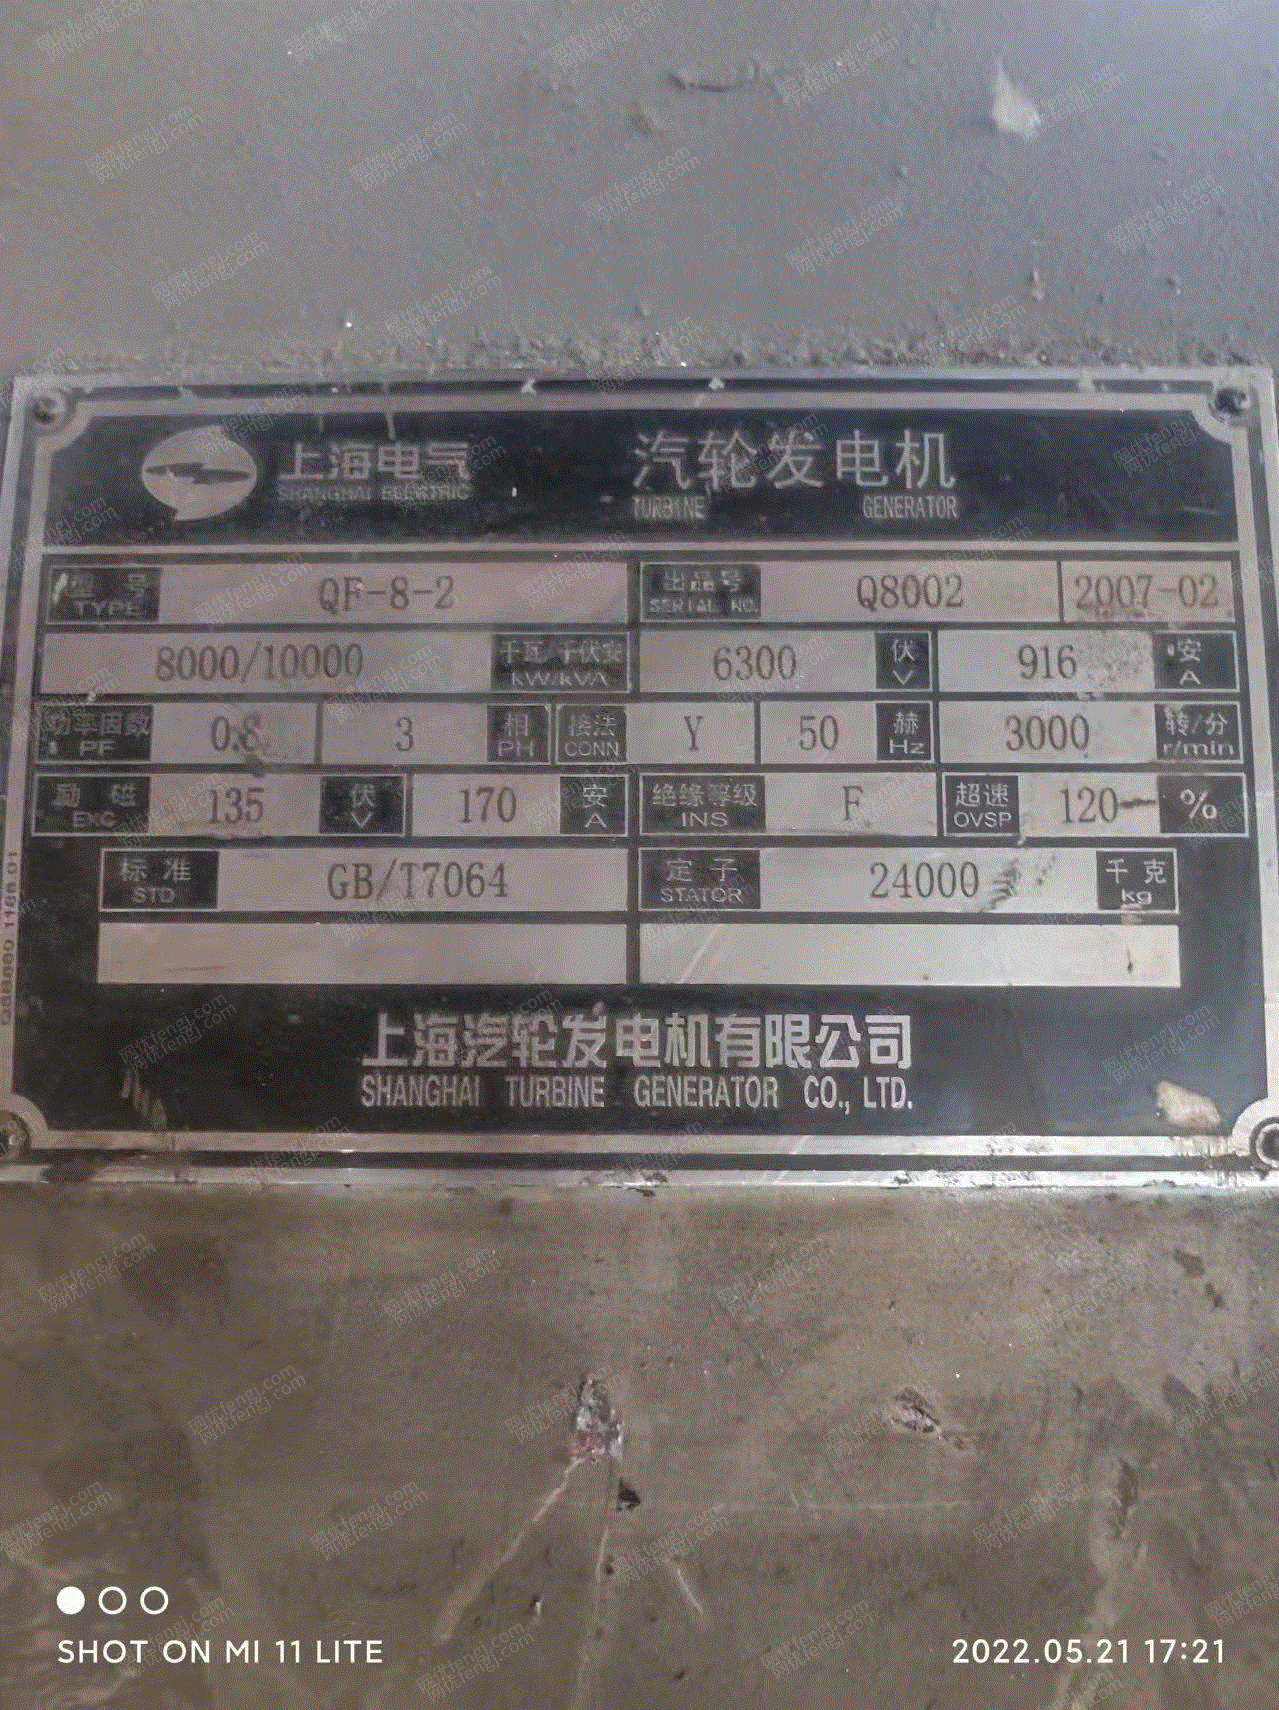 上海电气 汽轮发电机
SHANGHAI ELEKTRIC TURBINE GENERATOR
型 号 QF-8-2 出品号 Q8002 2007-02
TYPE SERIAL NO.
8000/10000 千瓦/千伏安 6300 伏 916 安
kW/kVA V A
功率因数 0.8 3 相 接法 Y 50 赫 3000 转/分
PF PH CONN. Hz r/min
励 磁 135 伏 170 安 绝缘等级 F 超速 120 %
EXC V A INS OVSP
标 准 GB/T7064 定 子 24000 千 克
STD STATOR kg
上海汽轮发电机有限公司
SHANGHAI TURBINE GENERATOR CO., LTD.
SHOT ON MI 11 LITE 2022.05.21 17:21